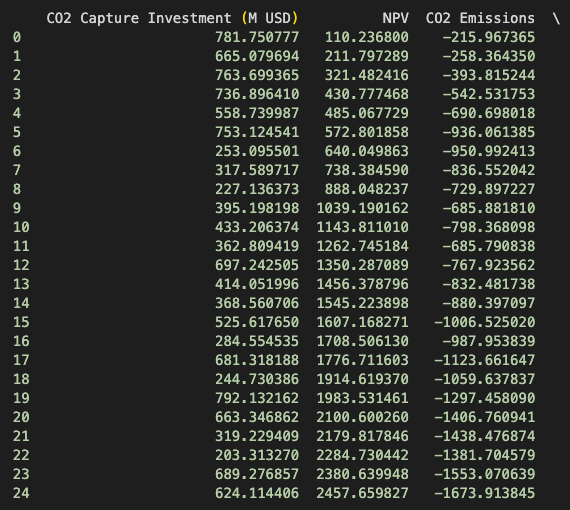 CO2 Capture Investment (M USD) NPV CO2 Emissions \
0 781.750777 110.236800 -215.967365
1 665.079694 211.797289 -258.364350
2 763.699365 321.482416 -393.815244
3 736.896410 430.777468 -542.531753
4 558.739987 485.067729 -690.698018
5 753.124541 572.801858 -936.061385
6 253.095501 640.049863 -950.992413
7 317.589717 738.384590 -836.552042
8 227.136373 888.048237 -729.897227
9 395.198198 1039.190162 -685.881810
10 433.206374 1143.811010 -798.368098
11 362.809419 1262.745184 -685.790838
12 697.242505 1350.287089 -767.923562
13 414.051996 1456.378796 -832.481738
14 368.560706 1545.223898 -880.397097
15 525.617650 1607.168271 -1006.525020
16 284.554535 1708.506130 -987.953839
17 681.318188 1776.711603 -1123.661647
18 244.730386 1914.619370 -1059.637837
19 792.132162 1983.531461 -1297.458090
20 663.346862 2100.600260 -1406.760941
21 319.229409 2179.817846 -1438.476874
22 203.313270 2284.730442 -1381.704579
23 689.276857 2380.639948 -1553.070639
24 624.114406 2457.659827 -1673.913845